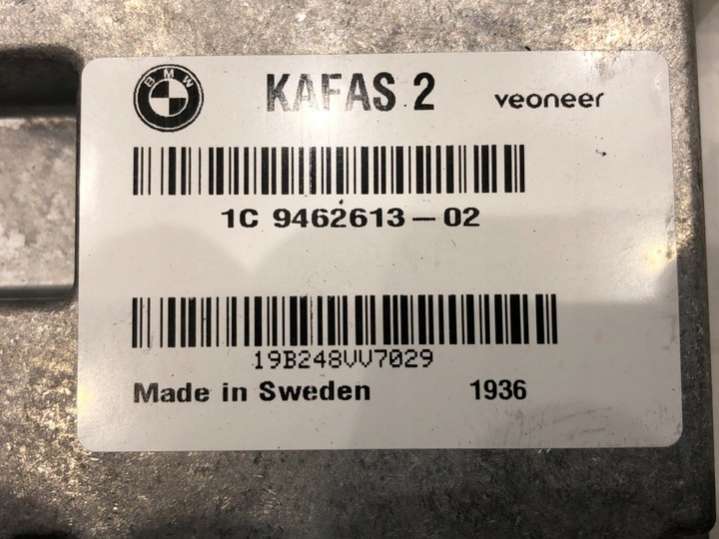 BMW KAFAS 2 veoneer
1C 9462613-02
19B248VV7029
Made in Sweden 1936